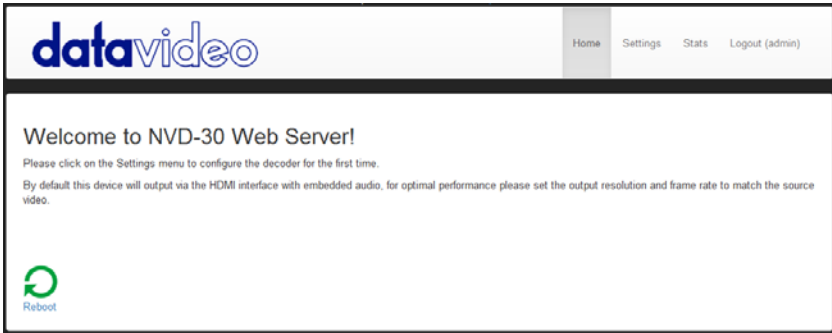 datavideo
Home Settings Stats Logout (admin)
Welcome to NVD-30 Web Server!
Please click on the Settings menu to configure the decoder for the first time.
By default this device will output via the HDMI interface with embedded audio, for optimal performance please set the output resolution and frame rate to match the source
video.
Reboot